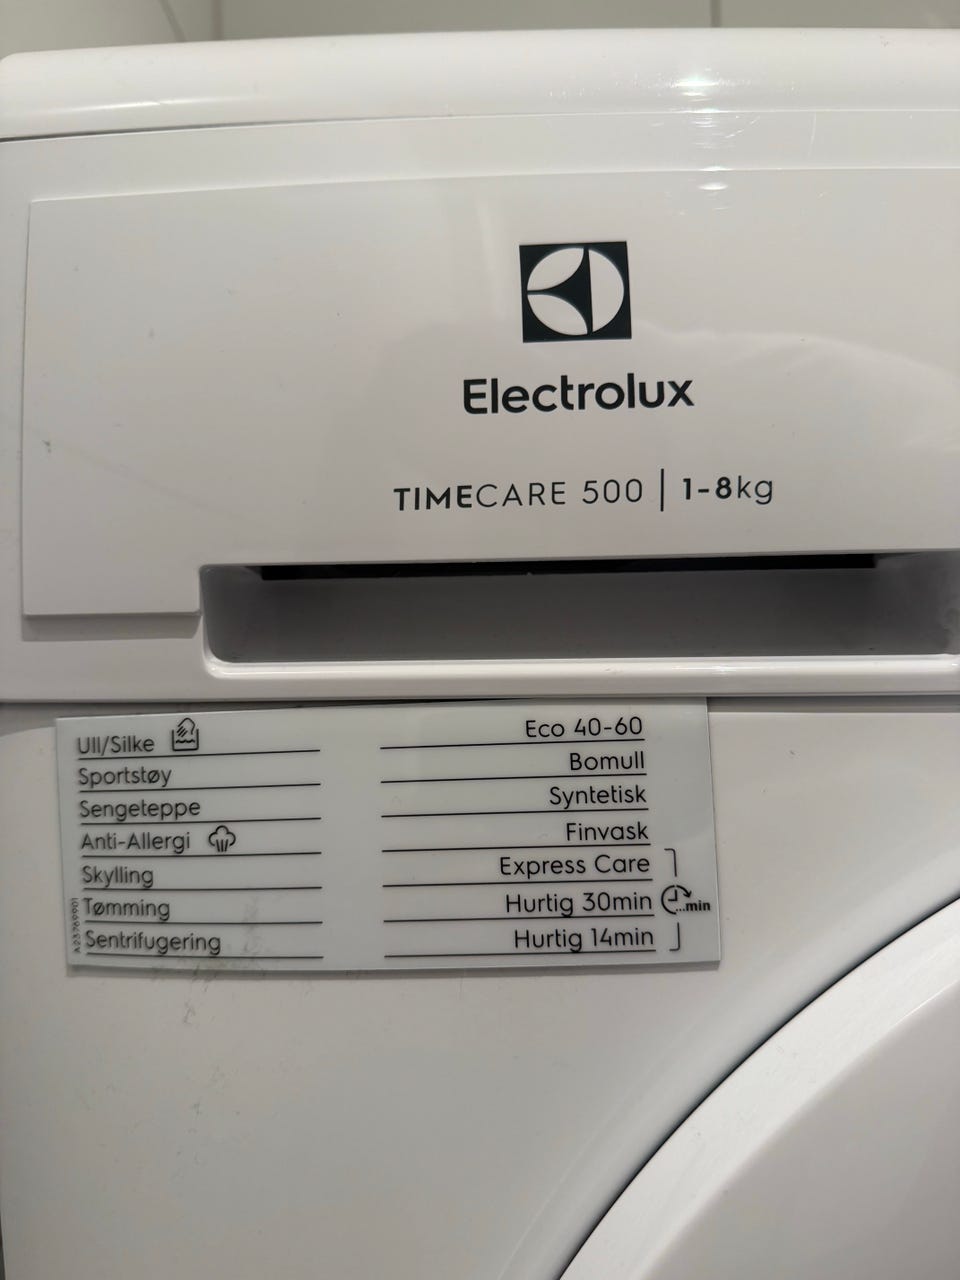 Electrolux
TIMECARE 500 | 1-8kg
Ull/Silke
Sportstøy
Sengeteppe
Anti-Allergi
Skylling
Tømming
Sentrifugering
Eco 40-60
Bomull
Syntetisk
Finvask
Express Care
Hurtig 30min
Hurtig 14min
...min